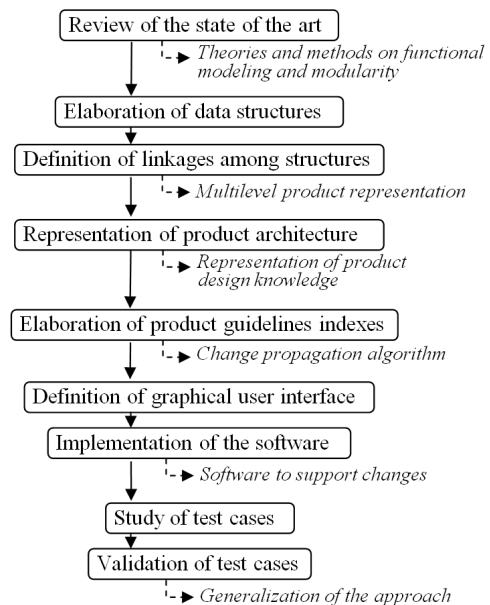 Review of the state of the art
Theories and methods on functional
modeling and modularity
Elaboration of data structures
Definition of linkages among structures
Multilevel product representation
Representation of product architecture
Representation of product
design knowledge
Elaboration of product guidelines indexes
Change propagation algorithm
Definition of graphical user interface
Implementation of the software
Software to support changes
Study of test cases
Validation of test cases
Generalization of the approach